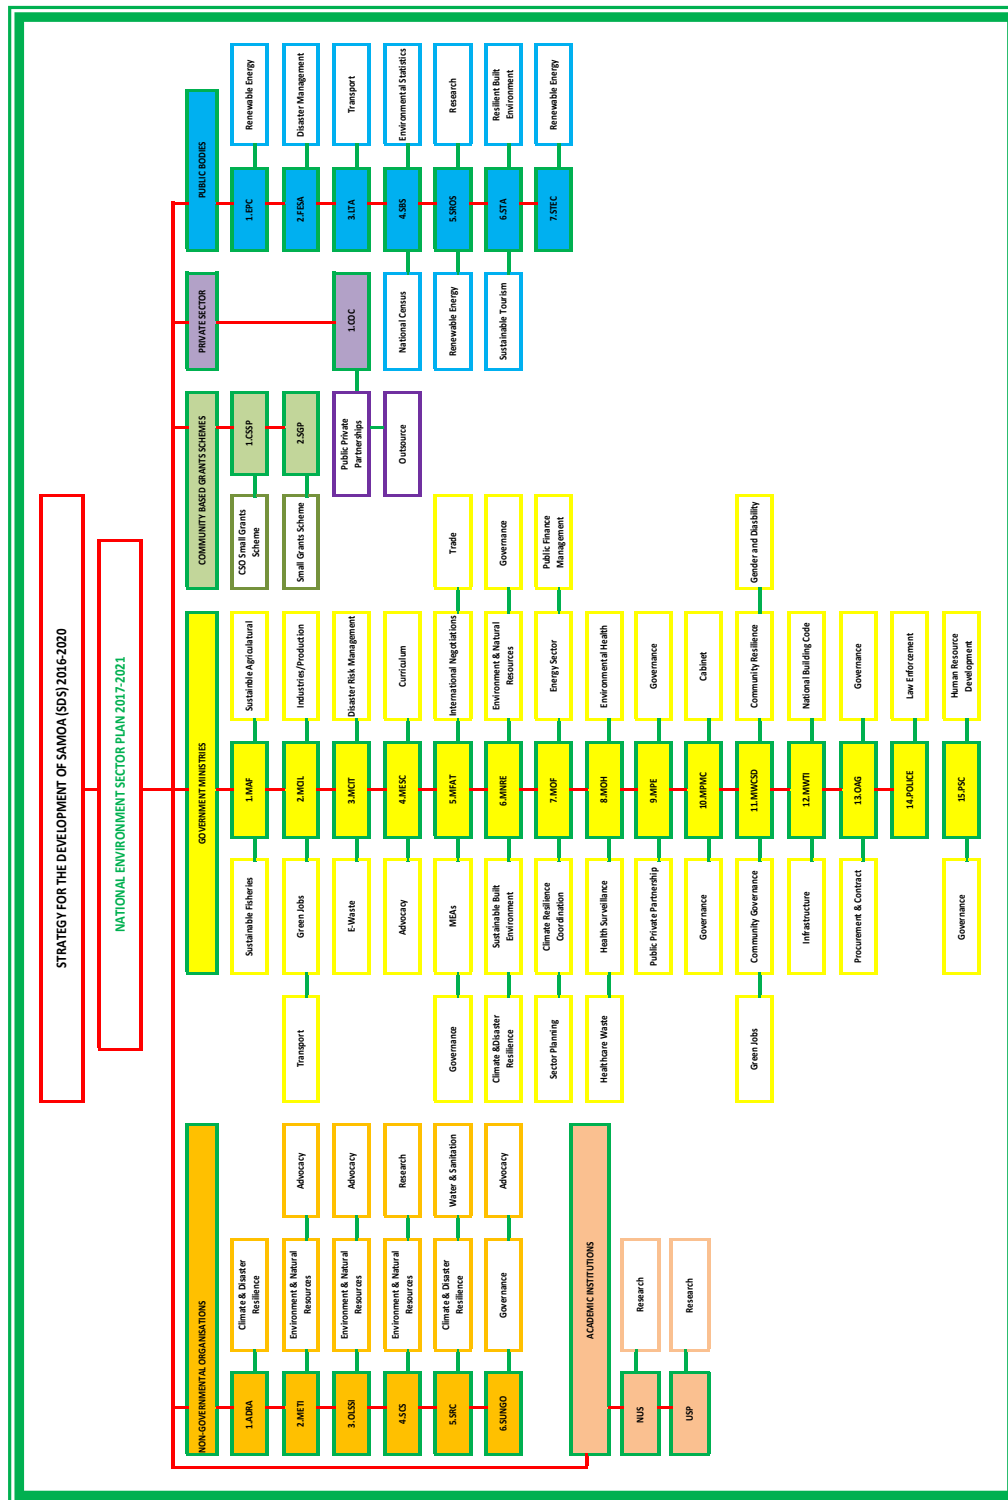 STRATEGY FOR THE DEVELOPMENT OF SAMOA (SDS) 2016-2020
NATIONAL ENVIRONMENT SECTOR PLAN 2017-2021
NON-GOVERNMENTAL ORGANISATIONS
1.ADRA
Climate & Disaster
Resilience
2.METI
Environment & Natural
Resources
Advocacy
3.OLSSI
Environment & Natural
Resources
Advocacy
4.SCS
Environment & Natural
Resources
Research
5.SRC
Climate & Disaster
Resilience
Water & Sanitation
6.SUNGO
Governance
Advocacy
ACADEMIC INSTITUTIONS
NUS
Research
USP
Research
GOVERNMENT MINISTRIES
Sustainable Fisheries
1.MAF
Sustainble Agriculatural
Transport
Green Jobs
2.MCIL
Industries/Production
E-Waste
3.MCIT
Disaster Risk Management
Advocacy
4.MESC
Curriculum
Governance
MEAs
5.MFAT
International Negotiations
Trade
Climate &Disaster
Resilience
Sustainable Built
Environment
6.MNRE
Environment & Natural
Resources
Governance
Sector Planning
Climate Resilience
Coordination
7.MOF
Energy Sector
Public Finance
Management
Healthcare Waste
Health Surveillance
8.MOH
Environmental Health
Public Private Partnership
9.MPE
Governance
Governance
10.MPMC
Cabinet
Green Jobs
Community Governance
11.MWCSD
Community Resilience
Gender and Diasbility
Infrastructure
12.MWTI
National Building Code
Procurement & Contract
13.OAG
Governance
14.POLICE
Law Enforcement
Governance
15.PSC
Human Resource
Development
COMMUNITY BASED GRANTS SCHEMES
CSO Small Grants
Scheme
1.CSSP
Small Grants Scheme
2.SGP
PRIVATE SECTOR
1.COC
Public Private
Partnerships
Outsource
PUBLIC BODIES
1.EPC
Renewable Energy
2.FESA
Disaster Management
3.LTA
Transport
National Census
4.SBS
Environmental Statistics
Renewable Energy
5.SROS
Research
Sustainable Tourism
6.STA
Resilient Built
Environment
7.STEC
Renewable Energy